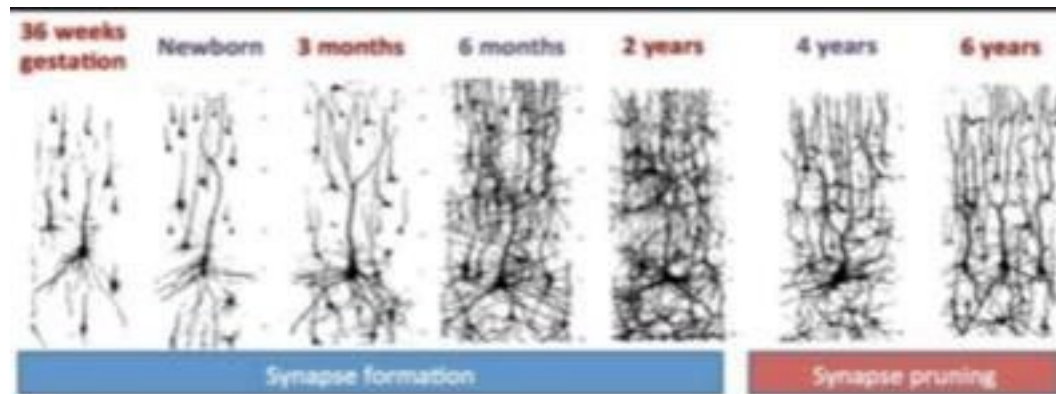 36 weeks
gestation
Newborn
3 months
6 months
2 years
4 years
6 years
Synapse formation
Synapse pruning